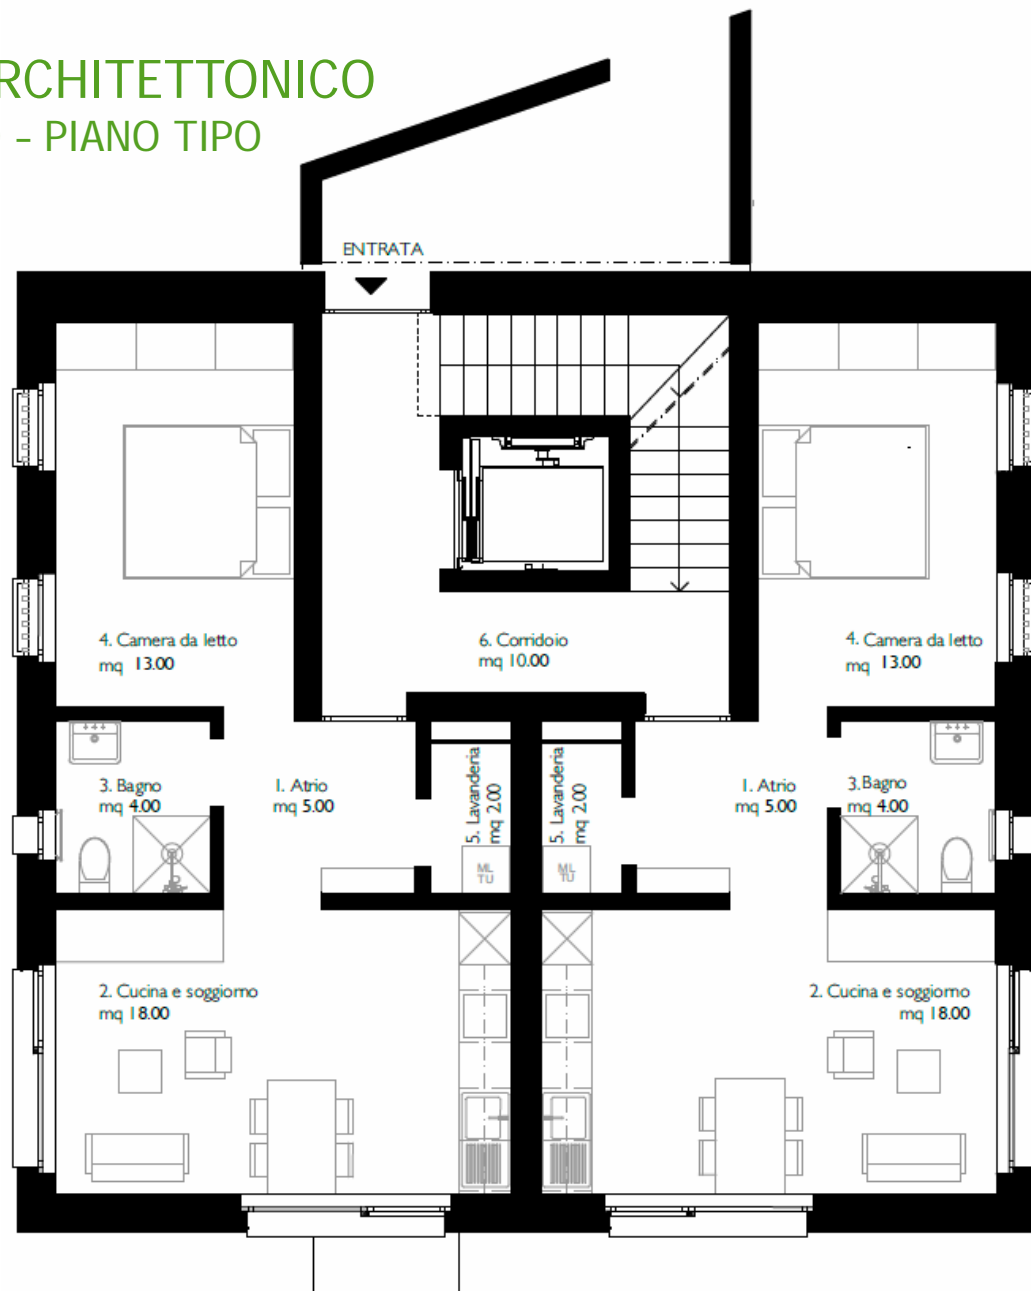 RCHITETTONICO
- PIANO TIPO
ENTRATA
4. Camera da letto
mq 13.00
6. Corridoio
mq 10.00
4. Camera da letto
mq 13.00
3. Bagno
mq 4.00
1. Atrio
mq 5.00
5. Lavanderia
mq 2.00
ML
TU
5. Lavanderia
mq 2.00
ML
TU
1. Atrio
mq 5.00
3.Bagno
mq 4.00
2. Cucina e soggiorno
mq 18.00
2. Cucina e soggiorno
mq 18.00